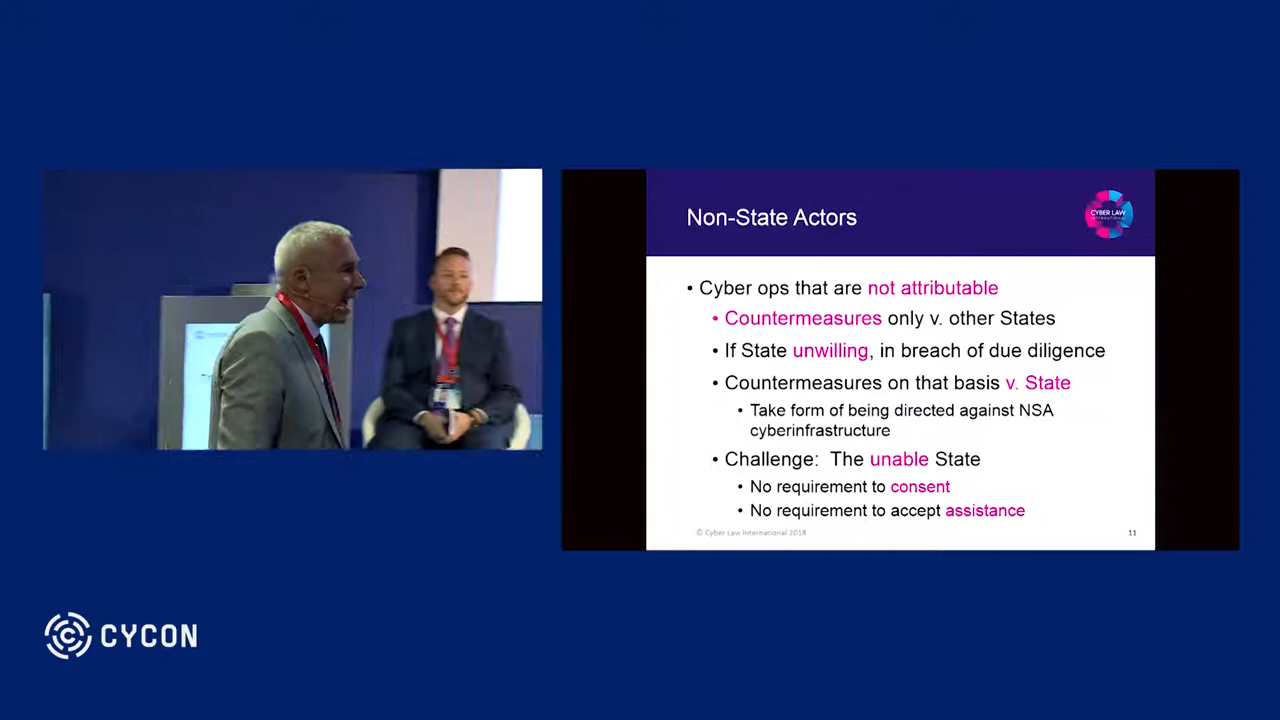 Non-State Actors
CYBER LAW
INTERNATIONAL
• Cyber ops that are not attributable
• Countermeasures only v. other States
• If State unwilling, in breach of due diligence
• Countermeasures on that basis v. State
• Take form of being directed against NSA
cyberinfrastructure
• Challenge: The unable State
• No requirement to consent
• No requirement to accept assistance
© Cyber Law International 2018
11
CYCON